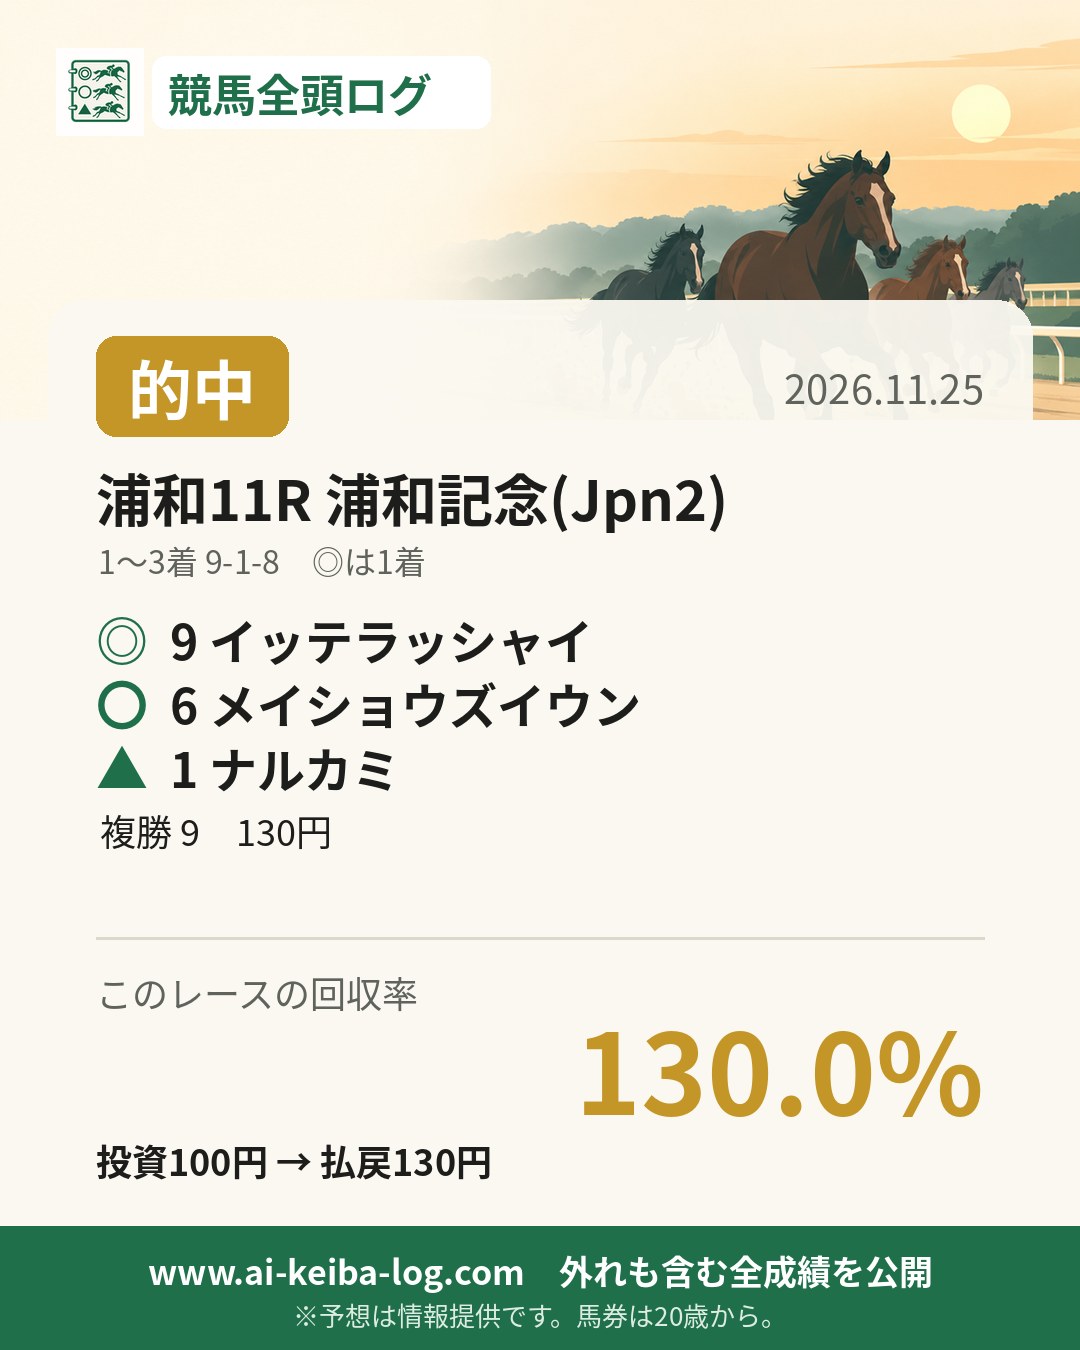 競馬全頭ログ
的中
2026.11.25
浦和11R 浦和記念(Jpn2)
1〜3着 9-1-8　◎は1着
◎ 9 イッテラッシャイ
○ 6 メイショウズイウン
▲ 1 ナルカミ
複勝 9　130円
このレースの回収率
130.0%
投資100円 → 払戻130円
www.ai-keiba-log.com　外れも含む全成績を公開
※予想は情報提供です。馬券は20歳から。